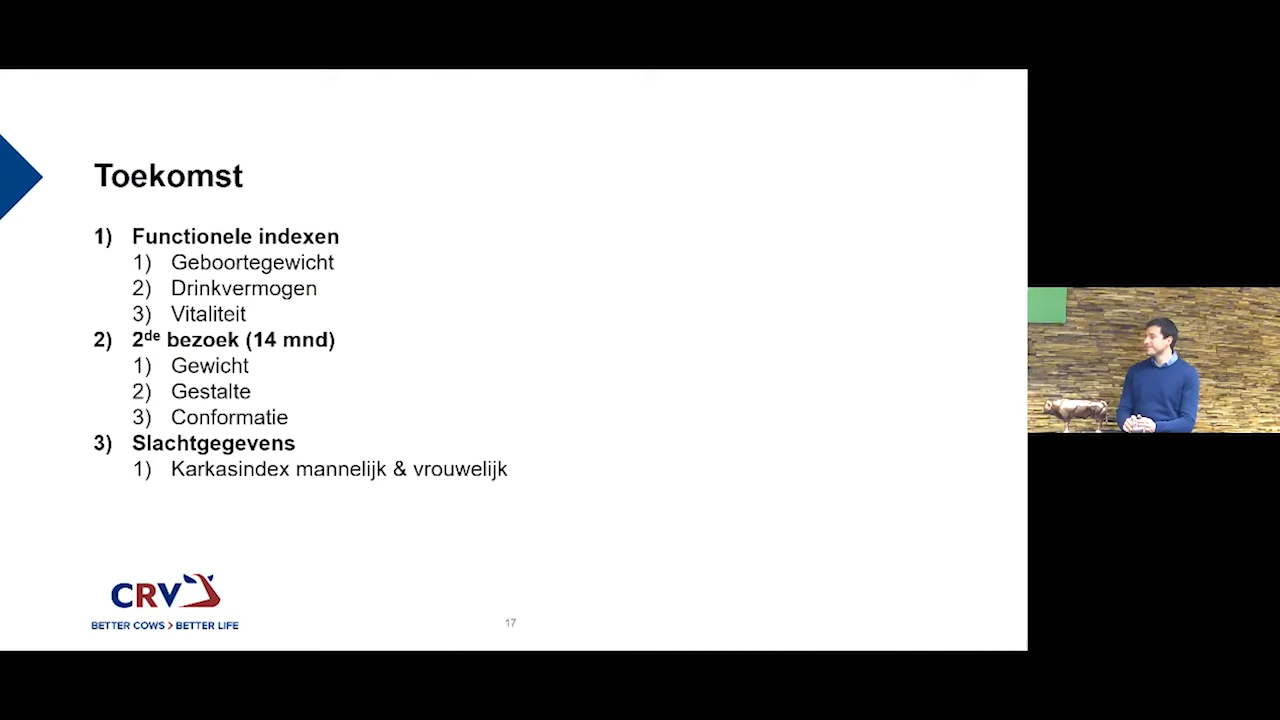 Toekomst
1) Functionele indexen
1) Geboortegewicht
2) Drinkvermogen
3) Vitaliteit
2) 2de bezoek (14 mnd)
1) Gewicht
2) Gestalte
3) Conformatie
3) Slachtgegevens
1) Karkasindex mannelijk & vrouwelijk
CRV
BETTER COWS > BETTER LIFE
17